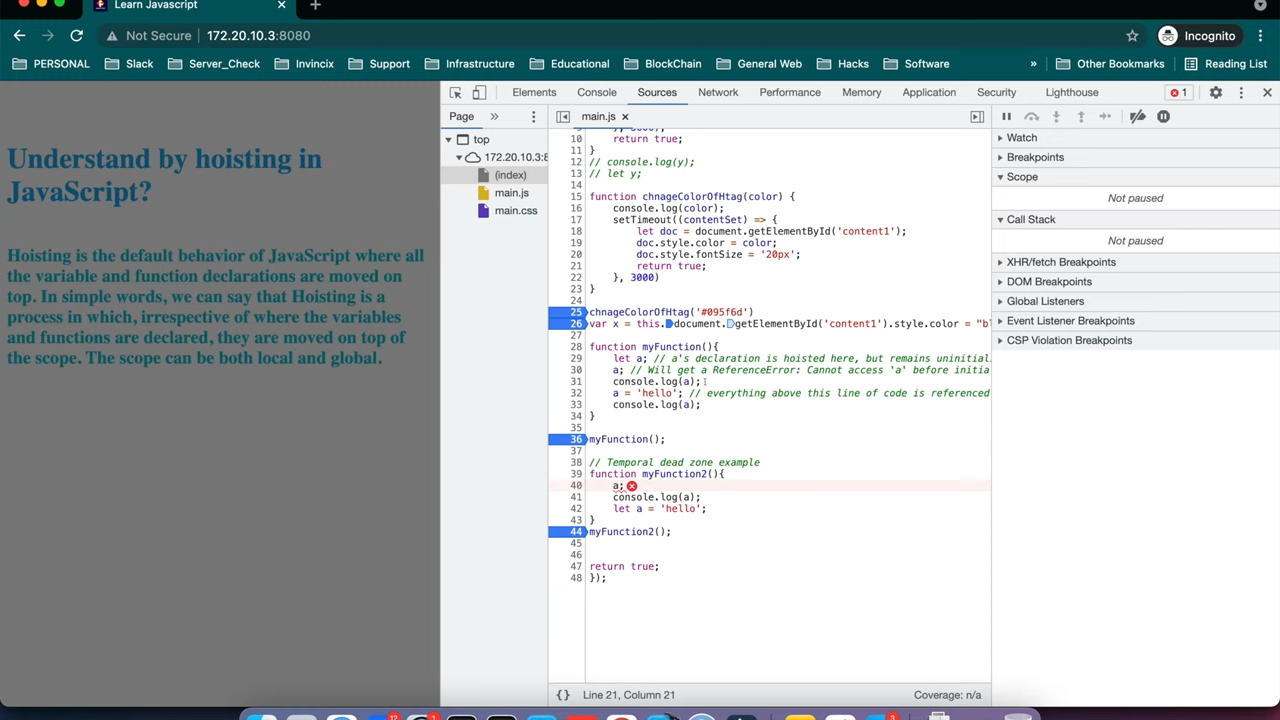 Learn Javascript
Not Secure 172.20.10.3:8080
Incognito
PERSONAL Slack Server_Check Invincix Support Infrastructure Educational BlockChain General Web Hacks Software » Other Bookmarks Reading List
Understand by hoisting in
JavaScript?
Hoisting is the default behavior of JavaScript where all
the variable and function declarations are moved on
top. In simple words, we can say that Hoisting is a
process in which, irrespective of where the variables
and functions are declared, they are moved on top of
the scope. The scope can be both local and global.
Elements Console Sources Network Performance Memory Application Security Lighthouse 1
Page »
main.js
top
172.20.10.3:8
(index)
main.js
main.css
10 return true;
11 }
12 // console.log(y);
13 // let y;
14
15 function chnageColorOfHtag(color) {
16 console.log(color);
17 setTimeout((contentSet) => {
18 let doc = document.getElementById('content1');
19 doc.style.color = color;
20 doc.style.fontSize = '20px';
21 return true;
22 }, 3000)
23 }
24
25 chnageColorOfHtag('#095f6d')
26 var x = this.document.getElementById('content1').style.color = "bl
27
28 function myFunction(){
29 let a; // a's declaration is hoisted here, but remains uninitial
30 a; // Will get a ReferenceError: Cannot access 'a' before initia
31 console.log(a);
32 a = 'hello'; // everything above this line of code is referenced
33 console.log(a);
34 }
35
36 myFunction();
37
38 // Temporal dead zone example
39 function myFunction2(){
40 a;
41 console.log(a);
42 let a = 'hello';
43 }
44 myFunction2();
45
46
47 return true;
48 });
{} Line 21, Column 21 Coverage: n/a
Watch
Breakpoints
Scope
Not paused
Call Stack
Not paused
XHR/fetch Breakpoints
DOM Breakpoints
Global Listeners
Event Listener Breakpoints
CSP Violation Breakpoints
12
1
3